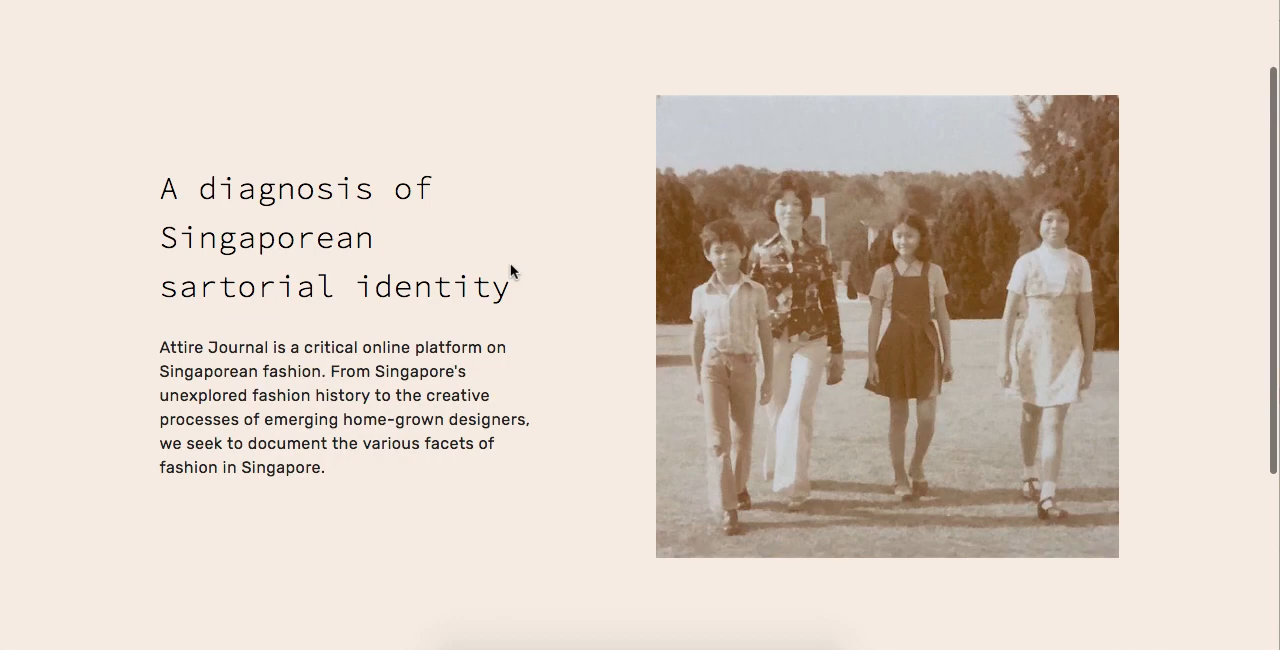 A diagnosis of
Singaporean
sartorial identity
Attire Journal is a critical online platform on
Singaporean fashion. From Singapore's
unexplored fashion history to the creative
processes of emerging home-grown designers,
we seek to document the various facets of
fashion in Singapore.